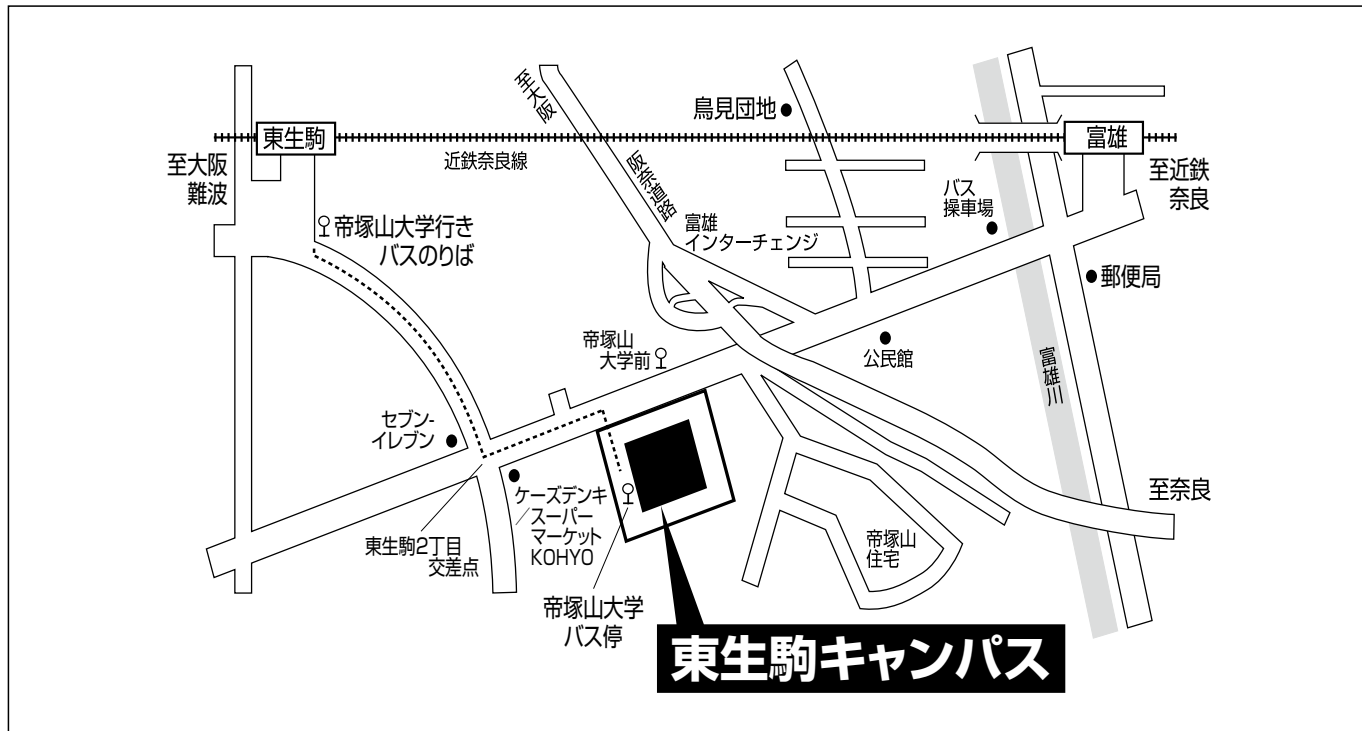 至大阪
鳥見団地
東生駒
富雄
近鉄奈良線
至大阪
難波
阪奈道路
至近鉄
奈良
バス
操車場
帝塚山大学行き
バスのりば
富雄
インターチェンジ
郵便局
帝塚山
大学前
公民館
富雄川
セブン-
イレブン
至奈良
ケーズデンキ
／スーパー
マーケット
KOHYO
東生駒2丁目
交差点
帝塚山
住宅
帝塚山大学
バス停
東生駒キャンパス